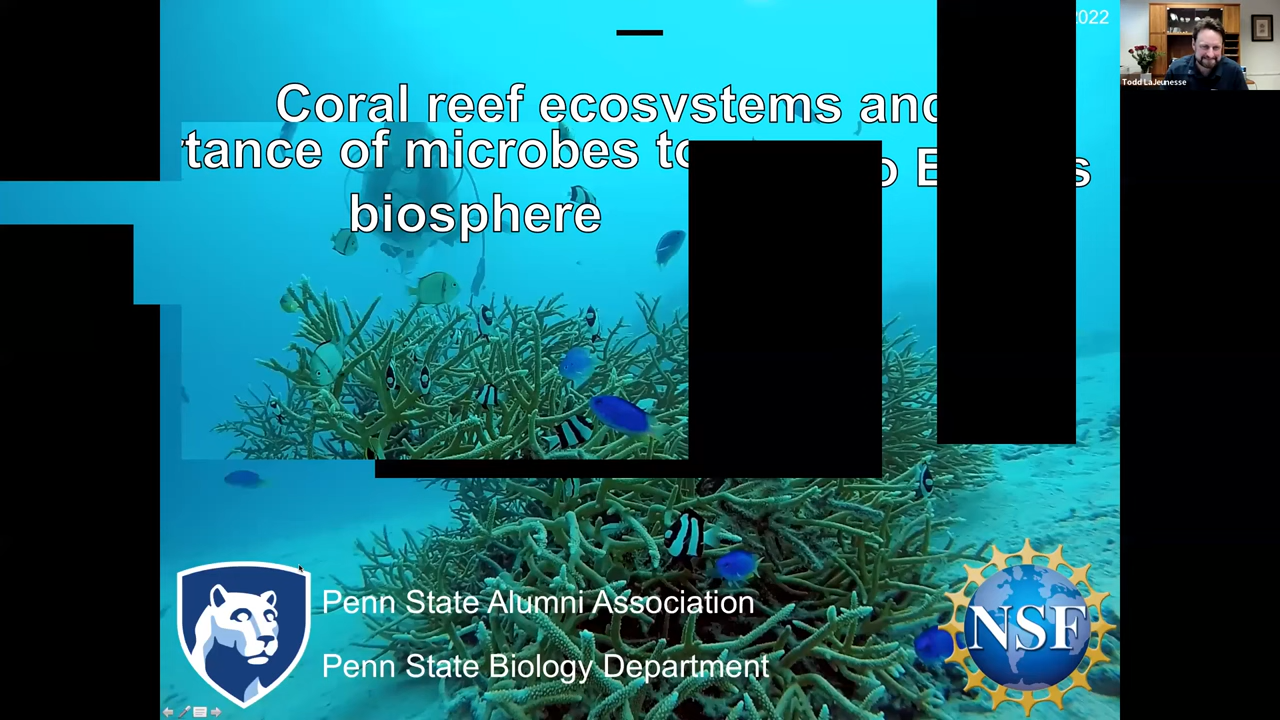 2022
Todd LaJeunesse
Coral reef ecosystems and
tance of microbes to
biosphere
Penn State Alumni Association
Penn State Biology Department
NSF